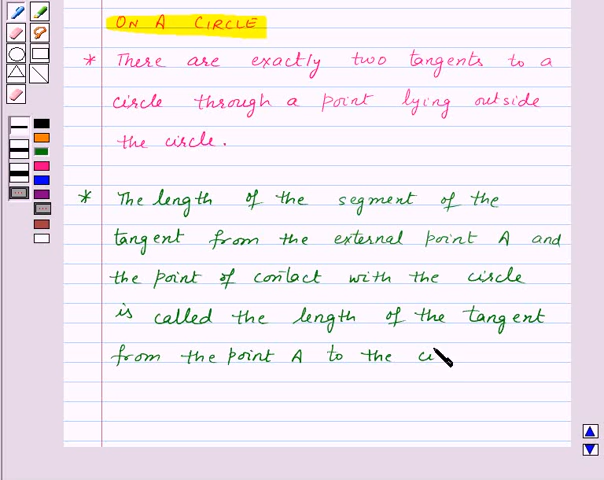 ON A CIRCLE
* There are exactly two tangents to a
circle through a point lying outside
the circle.
* The length of the segment of the
tangent from the external point A and
the point of contact with the circle
is called the length of the tangent
from the point A to the ci